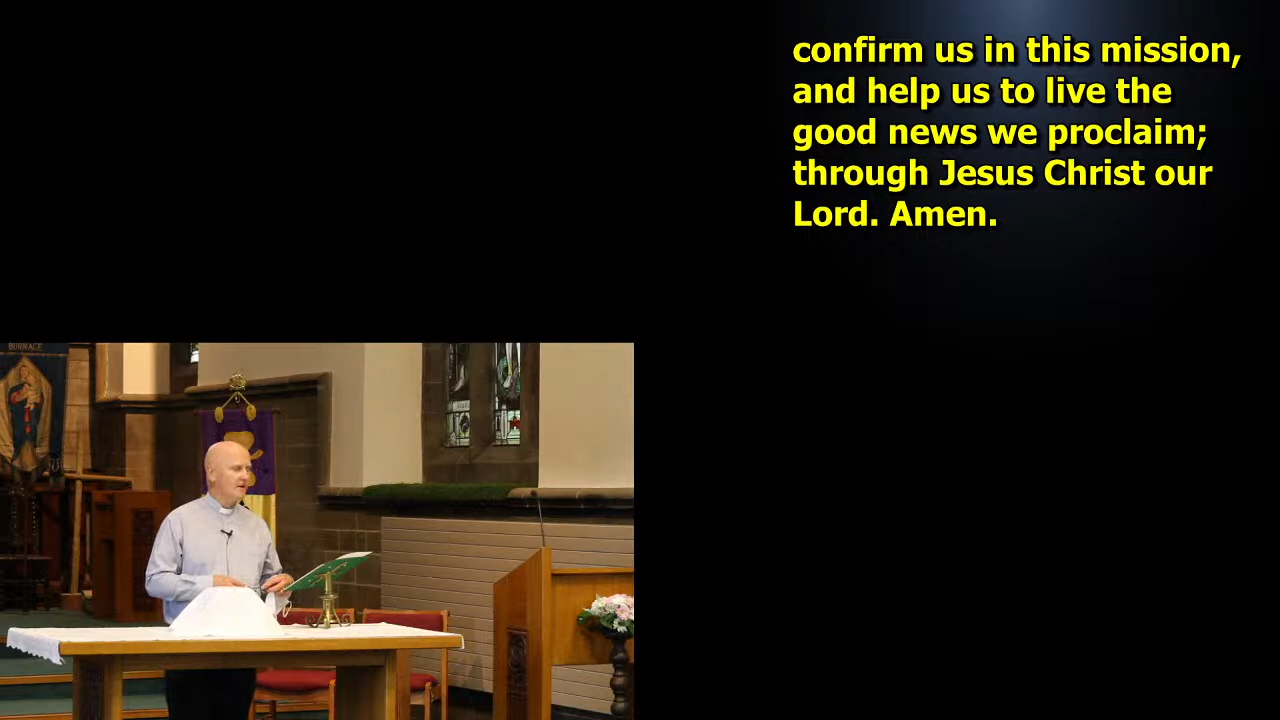 confirm us in this mission,
and help us to live the
good news we proclaim;
through Jesus Christ our
Lord. Amen.
BURNAGE